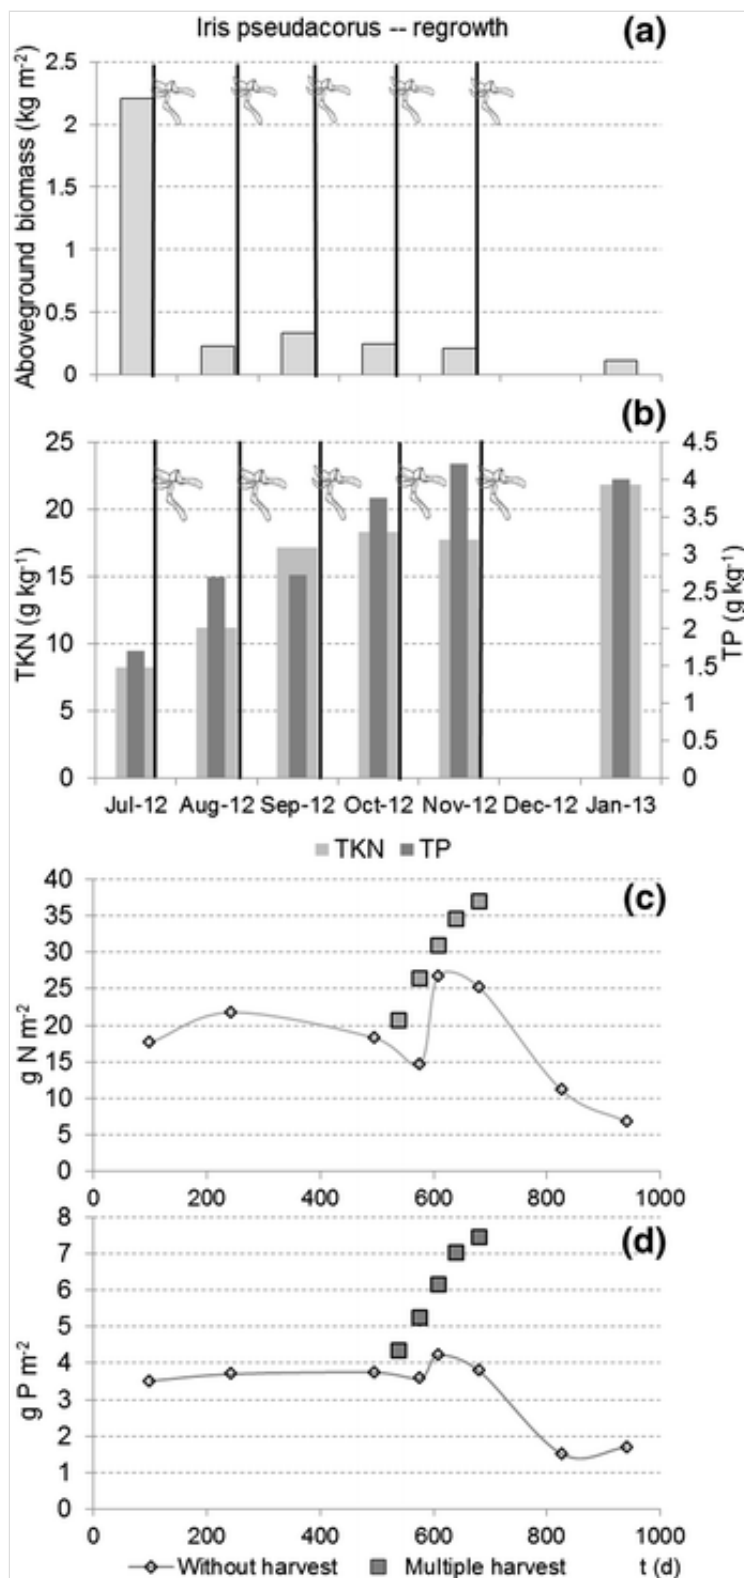 Iris pseudacorus -- regrowth
(a)
Aboveground biomass (kg m-2)
2.5
2
1.5
1
0.5
0
(b)
TKN (g kg-1)
25
20
15
10
5
0
4.5
4
3.5
3
2.5
2
1.5
1
0.5
0
TP (g kg-1)
Jul-12 Aug-12 Sep-12 Oct-12 Nov-12 Dec-12 Jan-13
TKN TP
(c)
g N m-2
40
35
30
25
20
15
10
5
0
0 200 400 600 800 1000
(d)
g P m-2
8
7
6
5
4
3
2
1
0
0 200 400 600 800 1000
Without harvest Multiple harvest t (d)